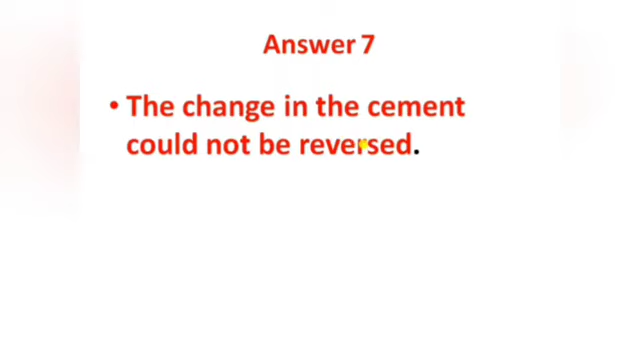 Answer 7
• The change in the cement
could not be reversed.